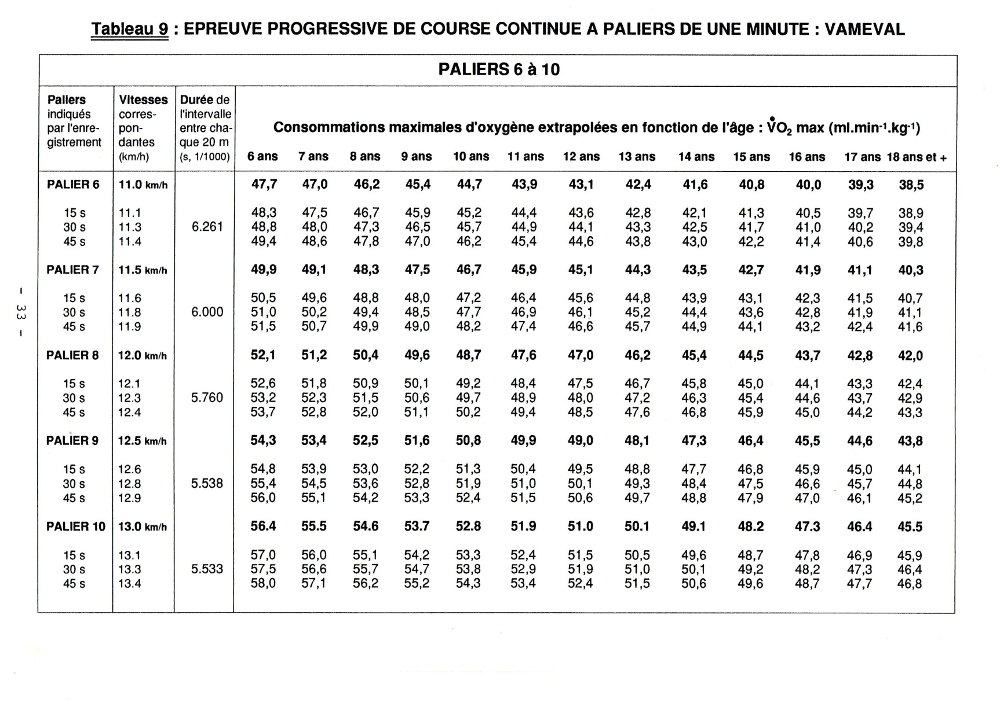 Tableau 9 : EPREUVE PROGRESSIVE DE COURSE CONTINUE A PALIERS DE UNE MINUTE : VAMEVAL
PALIERS 6 à 10
Paliers indiqués par l'enre-gistrement
Vitesses corres-pon-dantes (km/h)
Durée de l'intervalle entre cha-que 20 m (s, 1/1000)
Consommations maximales d'oxygène extrapolées en fonction de l'âge : V̇O₂ max (ml.min⁻¹.kg⁻¹)
6 ans 7 ans 8 ans 9 ans 10 ans 11 ans 12 ans 13 ans 14 ans 15 ans 16 ans 17 ans 18 ans et +
PALIER 6 11.0 km/h 47,7 47,0 46,2 45,4 44,7 43,9 43,1 42,4 41,6 40,8 40,0 39,3 38,5
15 s 11.1 48,3 47,5 46,7 45,9 45,2 44,4 43,6 42,8 42,1 41,3 40,5 39,7 38,9
30 s 11.3 6.261 48,8 48,0 47,3 46,5 45,7 44,9 44,1 43,3 42,5 41,7 41,0 40,2 39,4
45 s 11.4 49,4 48,6 47,8 47,0 46,2 45,4 44,6 43,8 43,0 42,2 41,4 40,6 39,8
PALIER 7 11.5 km/h 49,9 49,1 48,3 47,5 46,7 45,9 45,1 44,3 43,5 42,7 41,9 41,1 40,3
15 s 11.6 50,5 49,6 48,8 48,0 47,2 46,4 45,6 44,8 43,9 43,1 42,3 41,5 40,7
30 s 11.8 6.000 51,0 50,2 49,4 48,5 47,7 46,9 46,1 45,2 44,4 43,6 42,8 41,9 41,1
45 s 11.9 51,5 50,7 49,9 49,0 48,2 47,4 46,6 45,7 44,9 44,1 43,2 42,4 41,6
PALIER 8 12.0 km/h 52,1 51,2 50,4 49,6 48,7 47,6 47,0 46,2 45,4 44,5 43,7 42,8 42,0
15 s 12.1 52,6 51,8 50,9 50,1 49,2 48,4 47,5 46,7 45,8 45,0 44,1 43,3 42,4
30 s 12.3 5.760 53,2 52,3 51,5 50,6 49,7 48,9 48,0 47,2 46,3 45,4 44,6 43,7 42,9
45 s 12.4 53,7 52,8 52,0 51,1 50,2 49,4 48,5 47,6 46,8 45,9 45,0 44,2 43,3
PALIER 9 12.5 km/h 54,3 53,4 52,5 51,6 50,8 49,9 49,0 48,1 47,3 46,4 45,5 44,6 43,8
15 s 12.6 54,8 53,9 53,0 52,2 51,3 50,4 49,5 48,8 47,7 46,8 45,9 45,0 44,1
30 s 12.8 5.538 55,4 54,5 53,6 52,8 51,9 51,0 50,1 49,3 48,4 47,5 46,6 45,7 44,8
45 s 12.9 56,0 55,1 54,2 53,3 52,4 51,5 50,6 49,7 48,8 47,9 47,0 46,1 45,2
PALIER 10 13.0 km/h 56.4 55.5 54.6 53.7 52.8 51.9 51.0 50.1 49.1 48.2 47.3 46.4 45.5
15 s 13.1 57,0 56,0 55,1 54,2 53,3 52,4 51,5 50,5 49,6 48,7 47,8 46,9 45,9
30 s 13.3 5.533 57,5 56,6 55,7 54,7 53,8 52,9 51,9 51,0 50,1 49,2 48,2 47,3 46,4
45 s 13.4 58,0 57,1 56,2 55,2 54,3 53,4 52,4 51,5 50,6 49,6 48,7 47,7 46,8
- 33 -